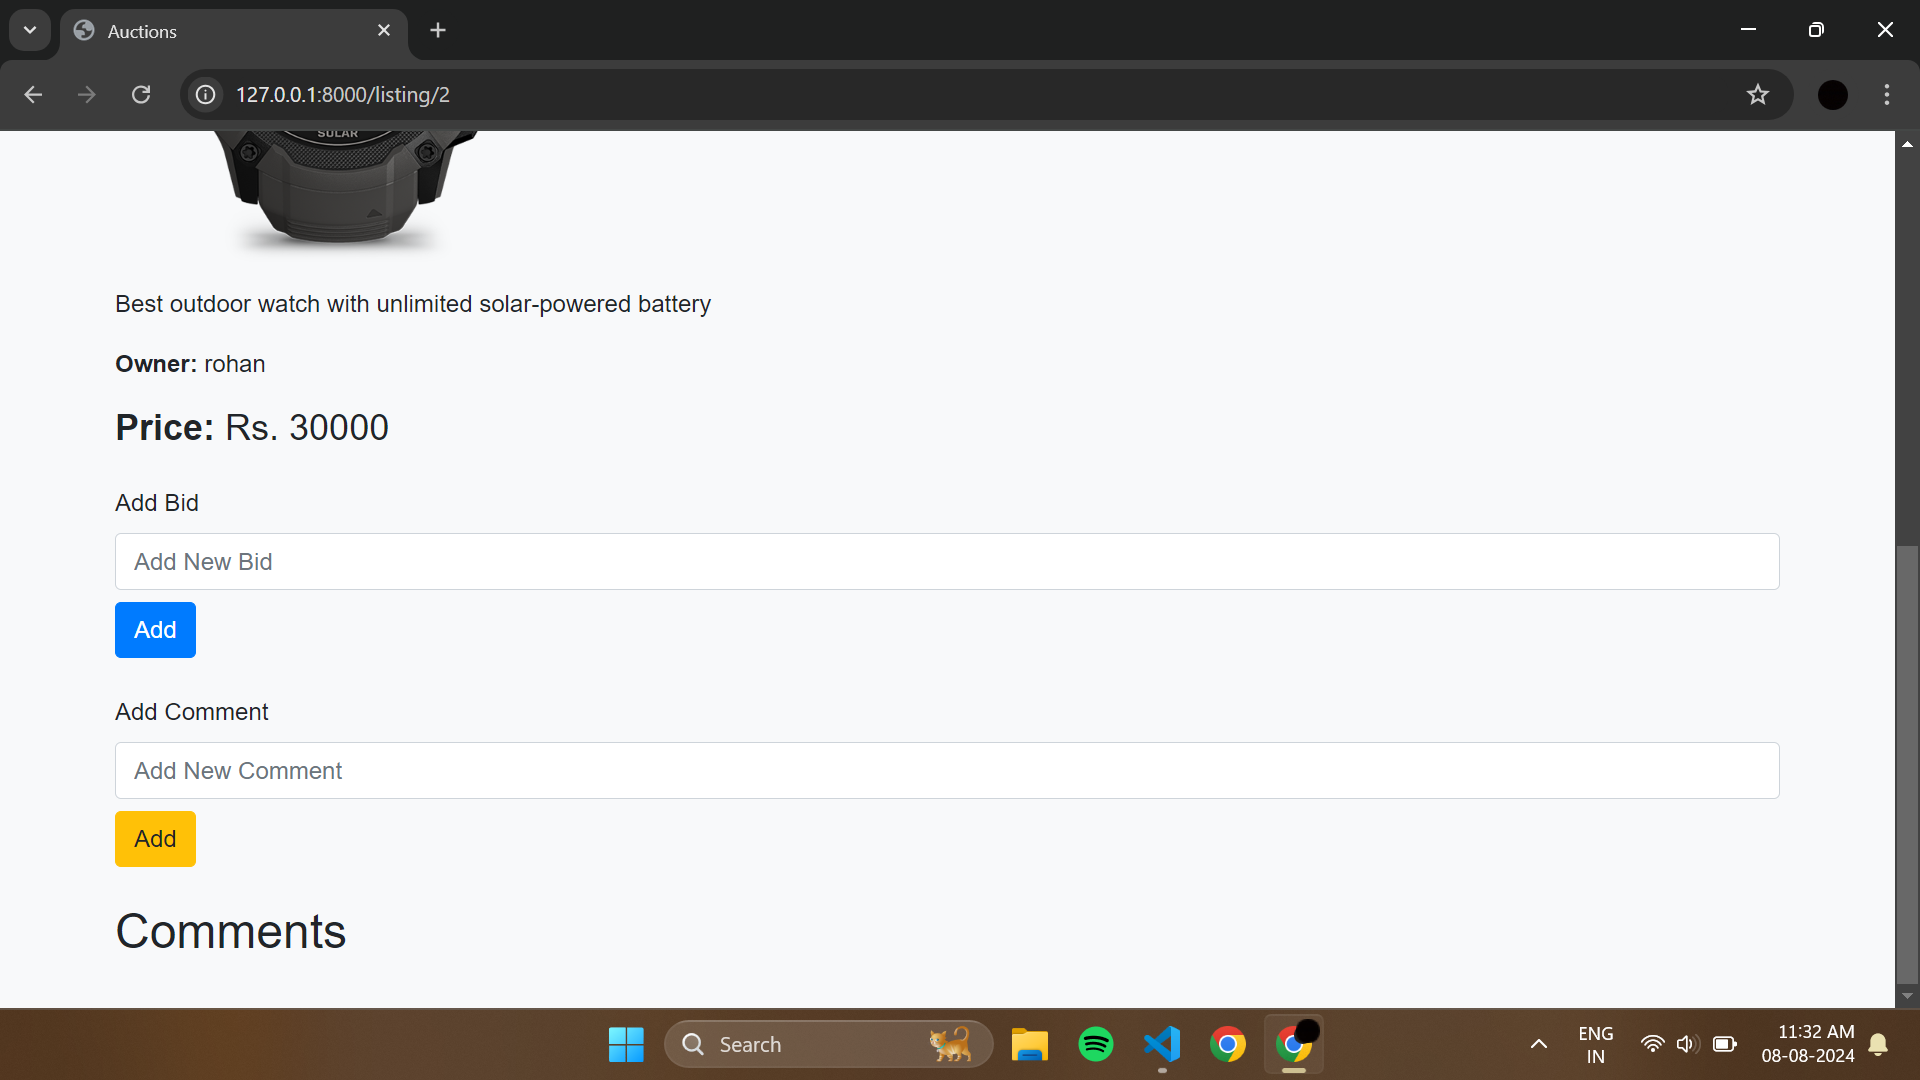 Auctions
127.0.0.1:8000/listing/2
SOLAR
Best outdoor watch with unlimited solar-powered battery
Owner: rohan
Price: Rs. 30000
Add Bid
Add New Bid
Add
Add Comment
Add New Comment
Add
Comments
Search
ENG
IN
11:32 AM
08-08-2024